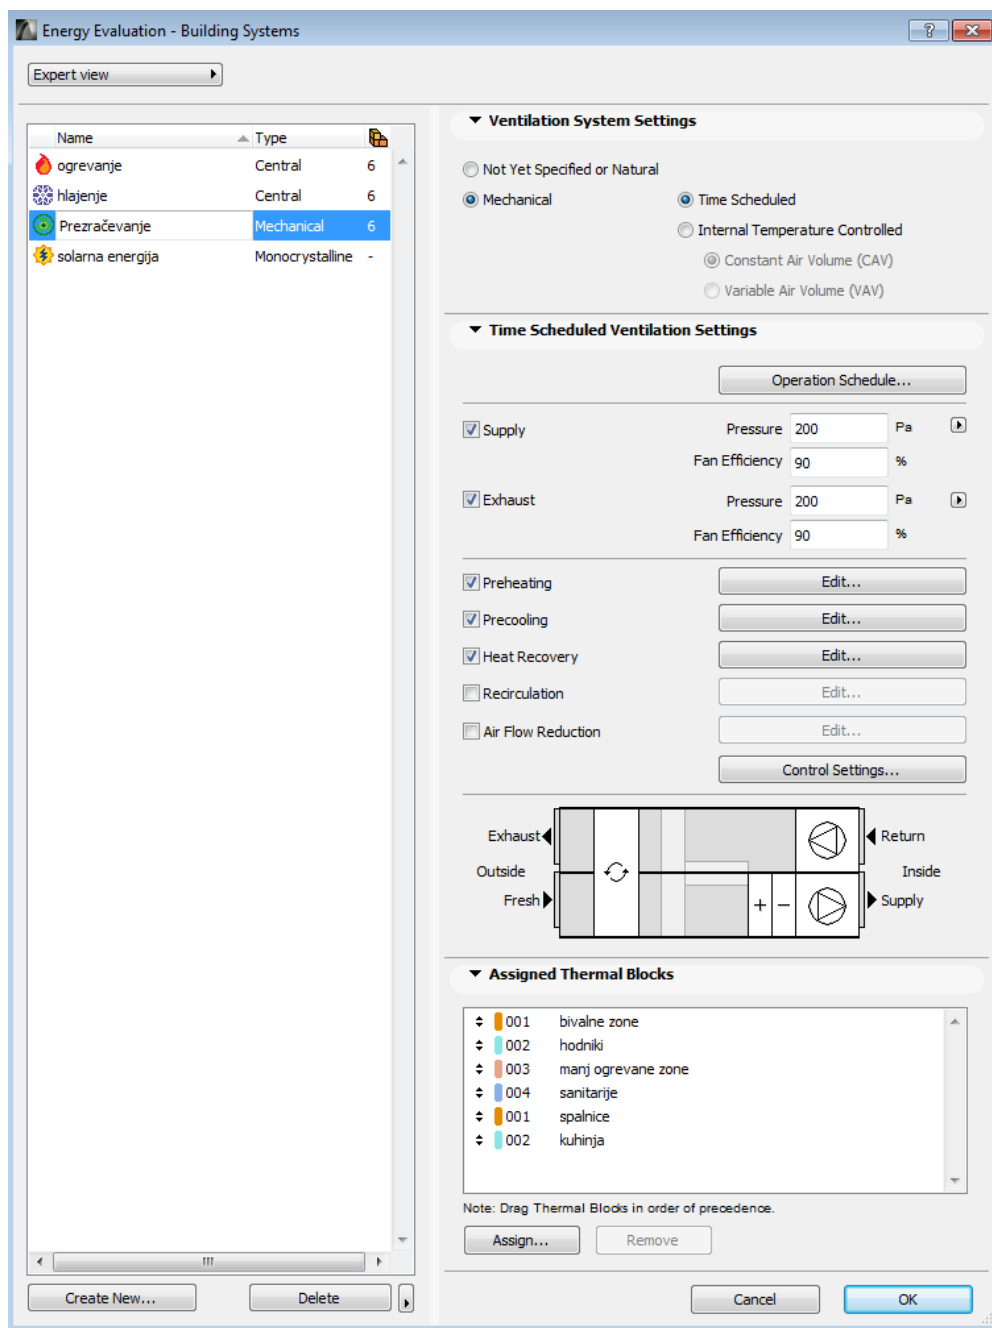 Energy Evaluation - Building Systems
?
Expert view
Name Type
ogrevanje Central 6
hlajenje Central 6
Prezračevanje Mechanical 6
solarna energija Monocrystalline -
Create New... Delete
Ventilation System Settings
Not Yet Specified or Natural
Mechanical Time Scheduled
Internal Temperature Controlled
Constant Air Volume (CAV)
Variable Air Volume (VAV)
Time Scheduled Ventilation Settings
Operation Schedule...
Supply Pressure 200 Pa
Fan Efficiency 90 %
Exhaust Pressure 200 Pa
Fan Efficiency 90 %
Preheating Edit...
Precooling Edit...
Heat Recovery Edit...
Recirculation Edit...
Air Flow Reduction Edit...
Control Settings...
Exhaust Return
Outside Inside
Fresh + − Supply
Assigned Thermal Blocks
001 bivalne zone
002 hodniki
003 manj ogrevane zone
004 sanitarije
001 spalnice
002 kuhinja
Note: Drag Thermal Blocks in order of precedence.
Assign... Remove
Cancel OK